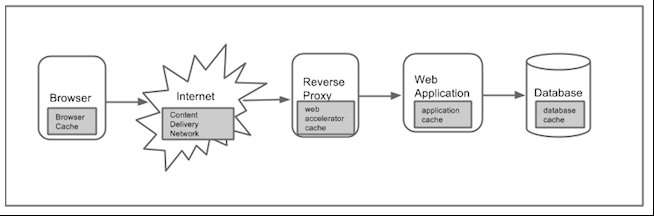 Browser
Browser
Cache
Internet
Content
Delivery
Network
Reverse
Proxy
web
accelerator
cache
Web
Application
application
cache
Database
database
cache